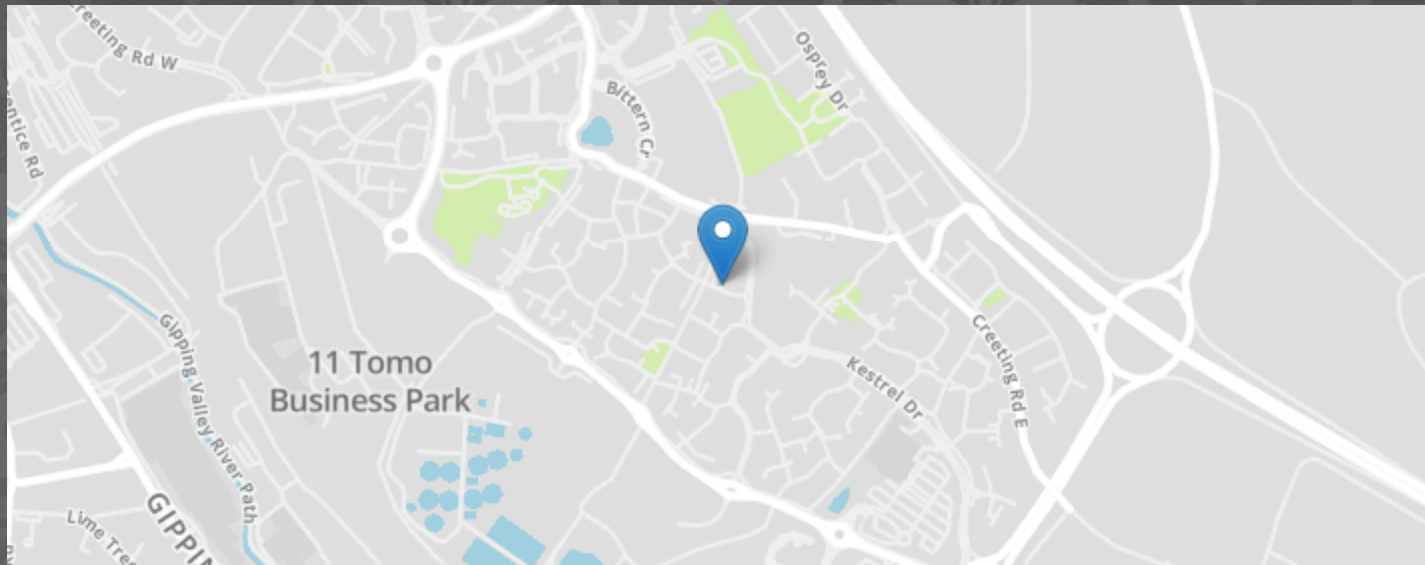 Creeting Rd W
Osprey Dr
Bittern Cr
entice Rd
Gipping Valley River Path
11 Tomo
Business Park
Creeting Rd E
Kestrel Dr
GIPPIN
Lime Tree